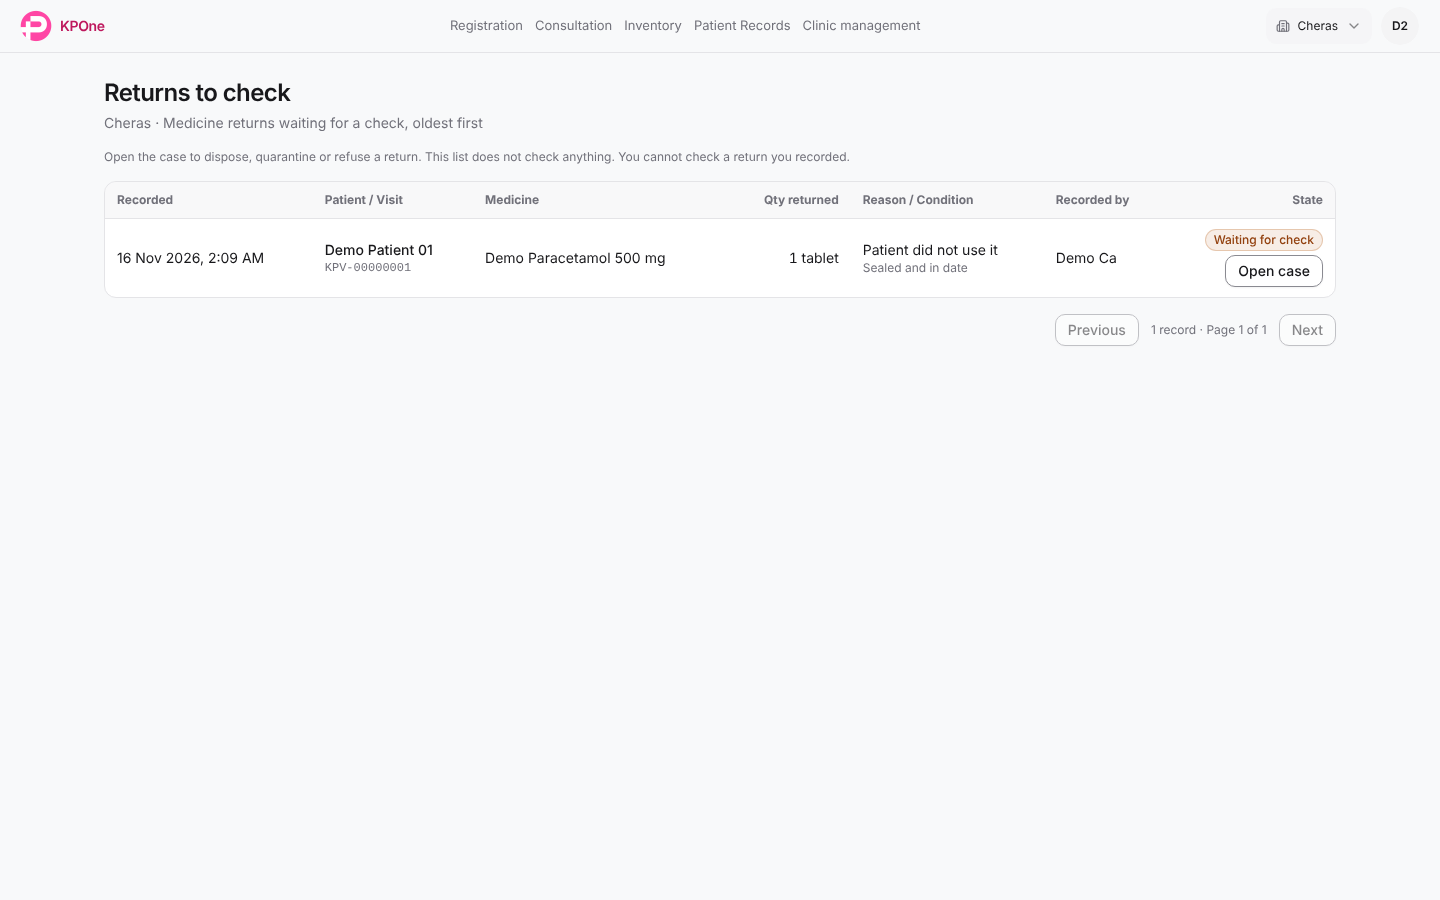 KPOne
Registration Consultation Inventory Patient Records Clinic management
Cheras
D2
Returns to check
Cheras · Medicine returns waiting for a check, oldest first
Open the case to dispose, quarantine or refuse a return. This list does not check anything. You cannot check a return you recorded.
Recorded Patient / Visit Medicine Qty returned Reason / Condition Recorded by State
16 Nov 2026, 2:09 AM
Demo Patient 01
KPV-00000001
Demo Paracetamol 500 mg
1 tablet
Patient did not use it
Sealed and in date
Demo Ca
Waiting for check
Open case
Previous 1 record · Page 1 of 1 Next